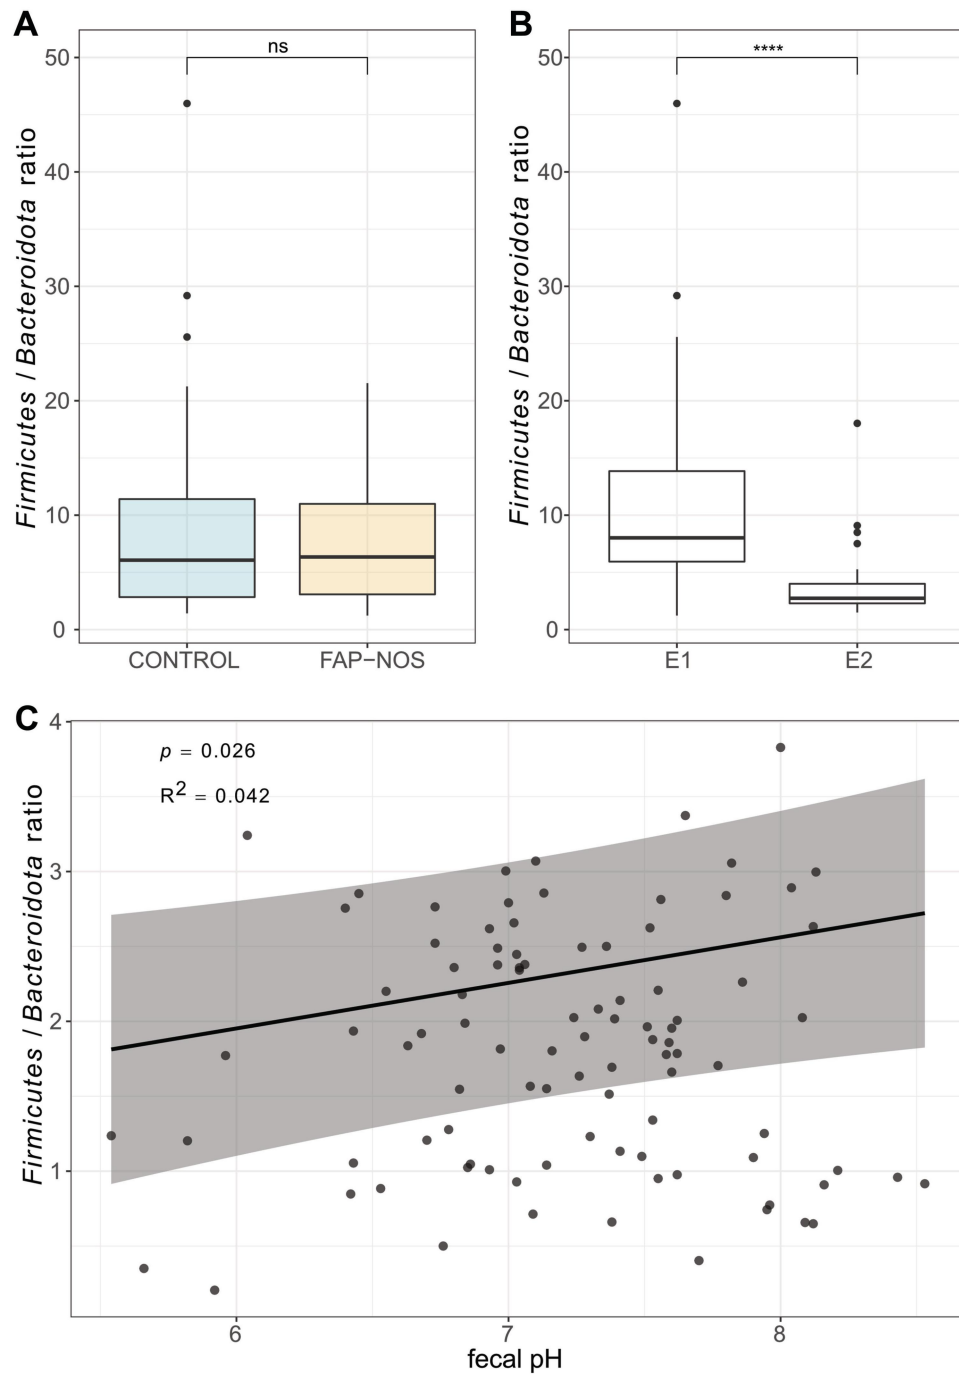 A
Firmicutes / Bacteroidota ratio
50
40
30
20
10
0
ns
CONTROL FAP−NOS
B
Firmicutes / Bacteroidota ratio
50
40
30
20
10
0
****
E1 E2
C
Firmicutes / Bacteroidota ratio
4
3
2
1
p = 0.026
R² = 0.042
6 7 8
fecal pH